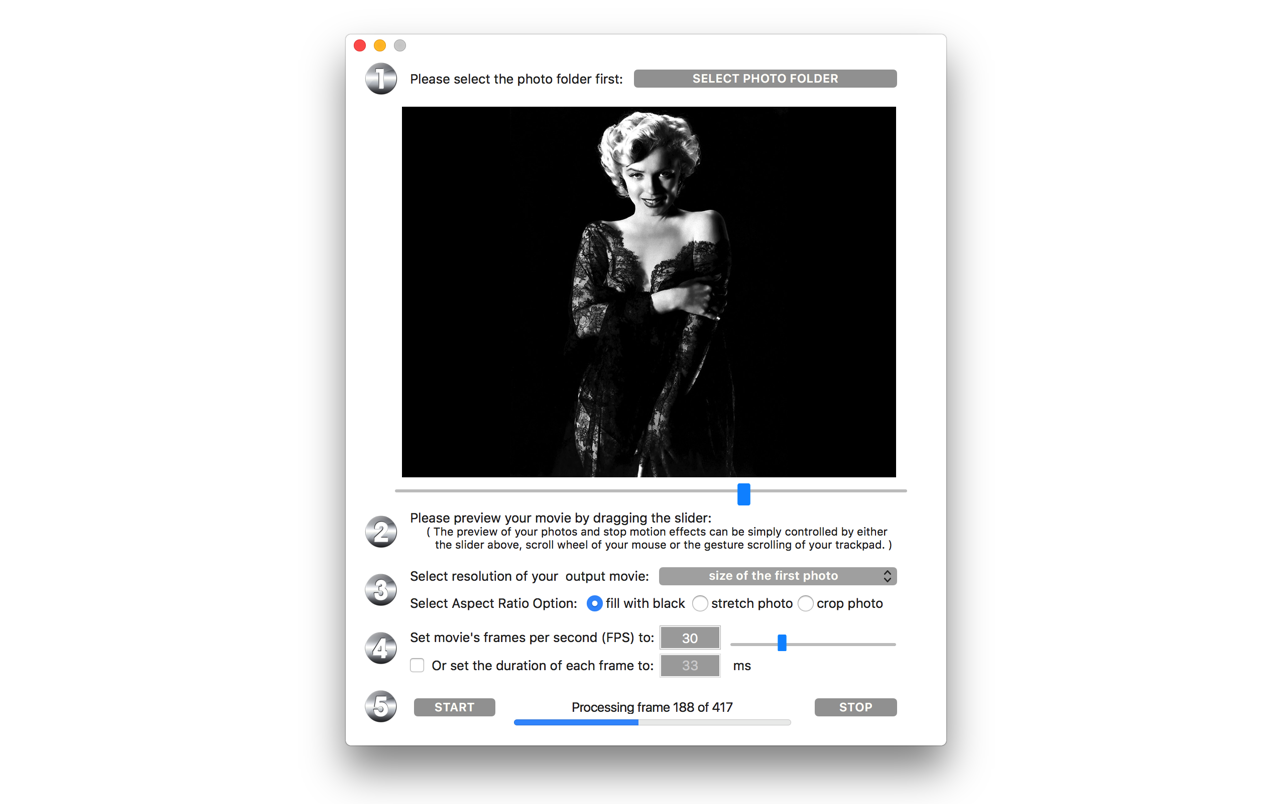 1 Please select the photo folder first: SELECT PHOTO FOLDER
2 Please preview your movie by dragging the slider:
( The preview of your photos and stop motion effects can be simply controlled by either
the slider above, scroll wheel of your mouse or the gesture scrolling of your trackpad. )
3 Select resolution of your output movie: size of the first photo
Select Aspect Ratio Option: fill with black stretch photo crop photo
4 Set movie's frames per second (FPS) to: 30
Or set the duration of each frame to: 33 ms
5 START Processing frame 188 of 417 STOP